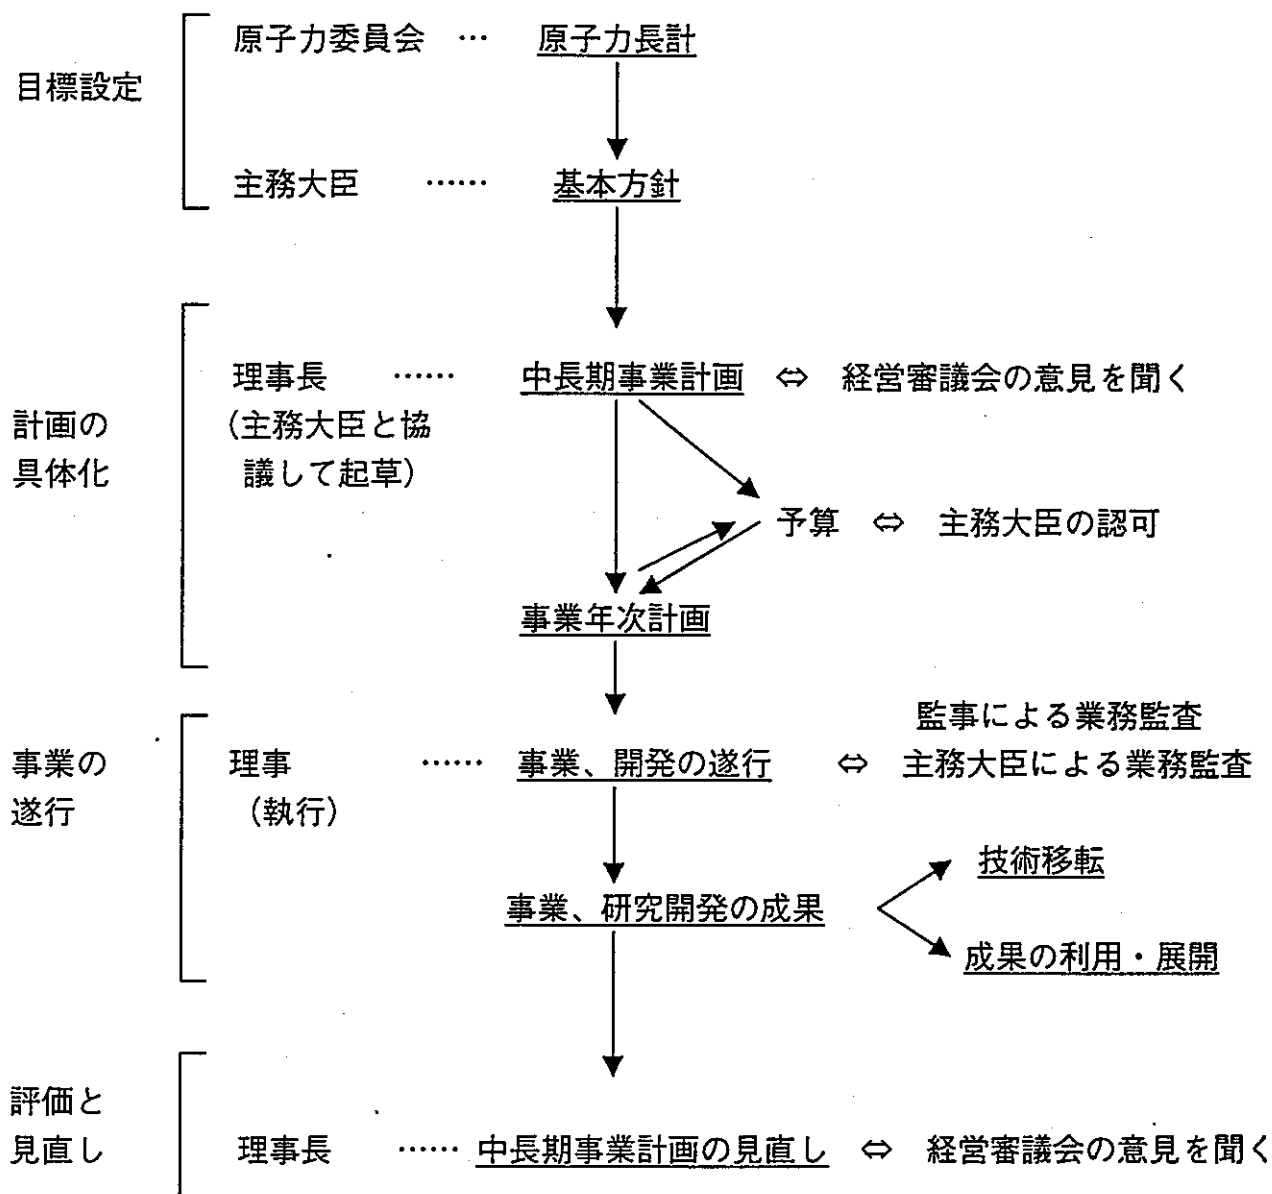 目標設定
原子力委員会 … 原子力長計
主務大臣 …… 基本方針
計画の
具体化
理事長 …… 中長期事業計画 ⇔ 経営審議会の意見を聞く
(主務大臣と協
議して起草)
予算 ⇔ 主務大臣の認可
事業年次計画
事業の
遂行
監事による業務監査
理事 …… 事業、開発の遂行 ⇔ 主務大臣による業務監査
(執行)
技術移転
事業、研究開発の成果
成果の利用・展開
評価と
見直し
理事長 …… 中長期事業計画の見直し ⇔ 経営審議会の意見を聞く